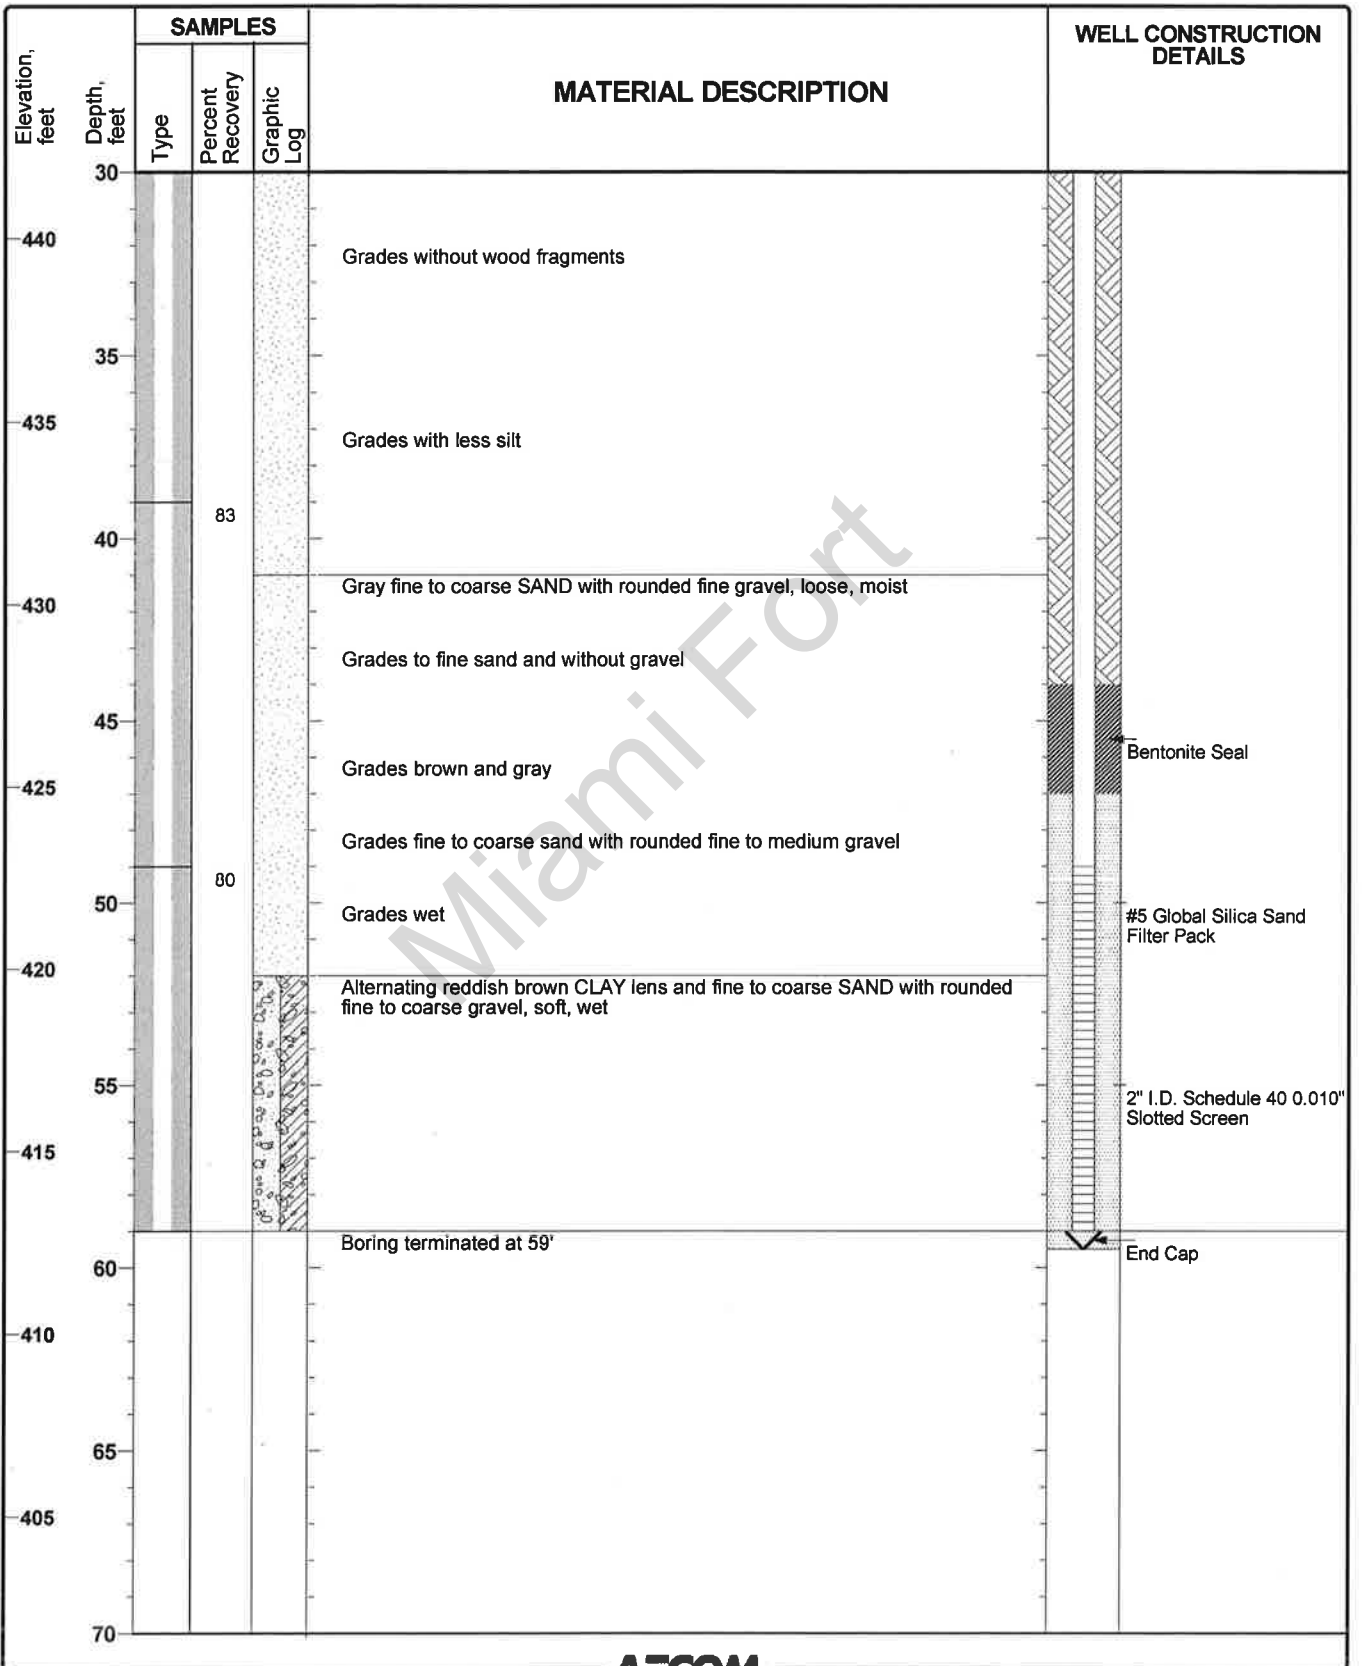 SAMPLES
WELL CONSTRUCTION
DETAILS
Elevation,
feet
Depth,
feet
Type
Percent
Recovery
Graphic
Log
MATERIAL DESCRIPTION
30
440
Grades without wood fragments
35
435
Grades with less silt
83
40
Gray fine to coarse SAND with rounded fine gravel, loose, moist
430
Grades to fine sand and without gravel
45
Bentonite Seal
Grades brown and gray
425
Grades fine to coarse sand with rounded fine to medium gravel
80
50
Grades wet
#5 Global Silica Sand
Filter Pack
420
Alternating reddish brown CLAY lens and fine to coarse SAND with rounded
fine to coarse gravel, soft, wet
55
2" I.D. Schedule 40 0.010"
Slotted Screen
415
Boring terminated at 59'
End Cap
60
410
65
405
70
AECOM
Miami Fort